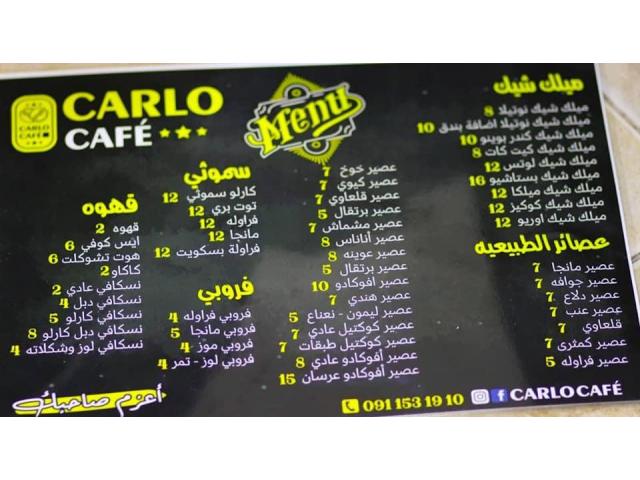 CARLO
CAFÉ
CARLO
CAFÉ
Menu
ميلك شيك
ميلك شيك نوتيلا 8
ميلك شيك نوتيلا اضافة بندق 10
ميلك شيك كندر بوينو 10
ميلك شيك كيت كات 8
ميلك شيك لوتس 12
ميلك شيك بستاشيو 16
ميلك شيك ميلكا 12
ميلك شيك كوكيز 12
ميلك شيك اوريو 12
عصائر الطبيعيه
عصير مانجا 7
عصير جوافه 7
عصير دلاع 7
عصير عنب 7
قلعاوي 7
عصير كمثرى 7
عصير فراوله 5
عصير خوخ 7
عصير كيوي 7
عصير قلعاوي 7
عصير برتقال 5
عصير مشماش 7
عصير أناناس 8
عصير عوينه 8
عصير برتقال 5
عصير أفوكادو 10
عصير هندي 7
عصير ليمون - نعناع 5
عصير كوكتيل عادي 7
عصير كوكتيل طبقات 7
عصير أفوكادو عادي 8
عصير أفوكادو عرسان 15
سموثي
كارلو سموثي 12
توت بري 12
فراوله 12
مانجا 12
فراولة بسكويت 12
فروبي
فروبي فراوله 4
فروبي مانجا 5
فروبي موز - 4
فروبي لوز - تمر 4
قهوه
قهوه 2
ايس كوفي 6
هوت تشوكلت 6
كاكاو 2
نسكافي عادي 2
نسكافي دبل 4
نسكافي كارلو 5
نسكافي دبل كارلو 8
نسكافي لوز وشكلاته 4
أعزم صاحبك
091 153 19 10
CARLO CAFÉ